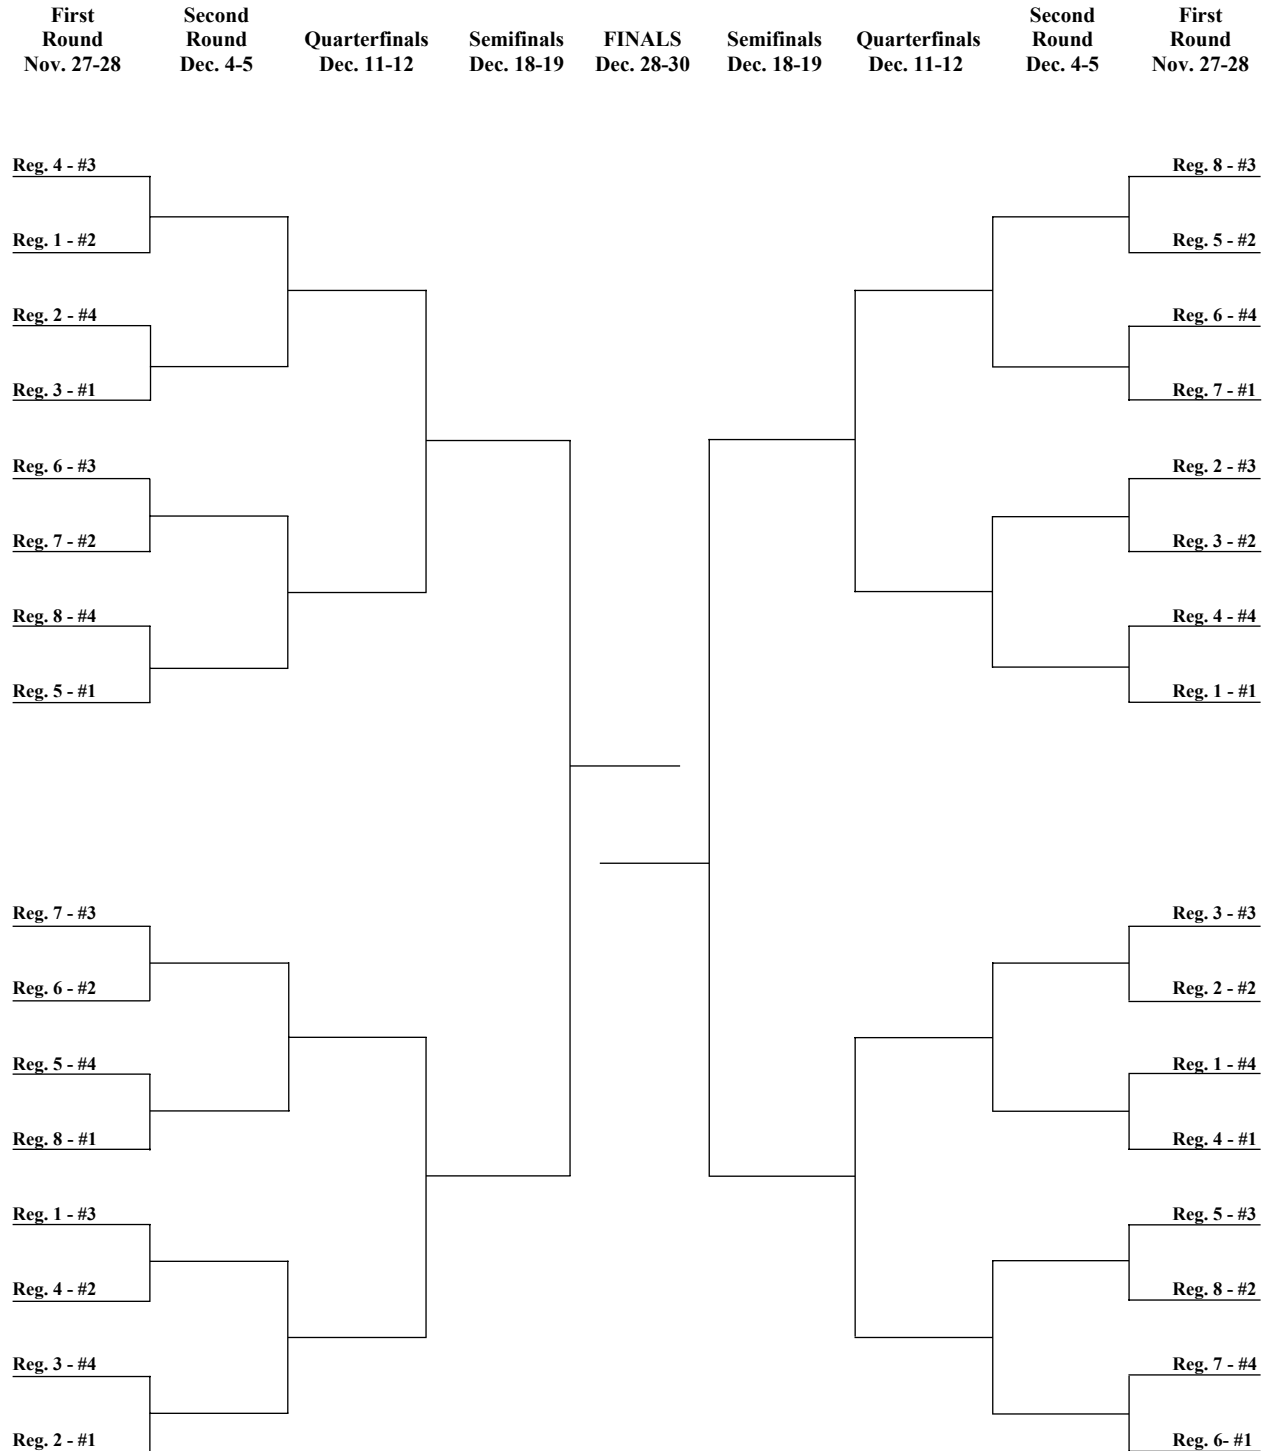 First Second Second First
Round Round Quarterfinals Semifinals FINALS Semifinals Quarterfinals Round Round
Nov. 27-28 Dec. 4-5 Dec. 11-12 Dec. 18-19 Dec. 28-30 Dec. 18-19 Dec. 11-12 Dec. 4-5 Nov. 27-28
Reg. 4 - #3 Reg. 8 - #3
Reg. 1 - #2 Reg. 5 - #2
Reg. 2 - #4 Reg. 6 - #4
Reg. 3 - #1 Reg. 7 - #1
Reg. 6 - #3 Reg. 2 - #3
Reg. 7 - #2 Reg. 3 - #2
Reg. 8 - #4 Reg. 4 - #4
Reg. 5 - #1 Reg. 1 - #1
Reg. 7 - #3 Reg. 3 - #3
Reg. 6 - #2 Reg. 2 - #2
Reg. 5 - #4 Reg. 1 - #4
Reg. 8 - #1 Reg. 4 - #1
Reg. 1 - #3 Reg. 5 - #3
Reg. 4 - #2 Reg. 8 - #2
Reg. 3 - #4 Reg. 7 - #4
Reg. 2 - #1 Reg. 6- #1